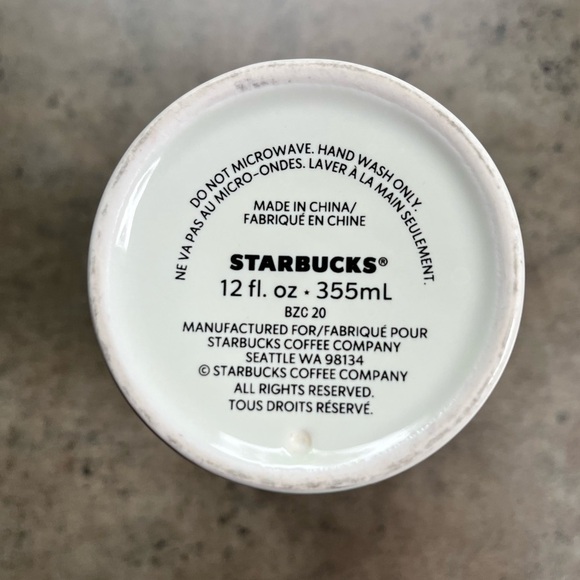 DO NOT MICROWAVE. HAND WASH ONLY.
NE VA PAS AU MICRO-ONDES. LAVER À LA MAIN SEULEMENT.
MADE IN CHINA/
FABRIQUÉ EN CHINE
STARBUCKS®
12 fl. oz • 355mL
BZC 20
MANUFACTURED FOR/FABRIQUÉ POUR
STARBUCKS COFFEE COMPANY
SEATTLE WA 98134
© STARBUCKS COFFEE COMPANY
ALL RIGHTS RESERVED.
TOUS DROITS RÉSERVÉ.